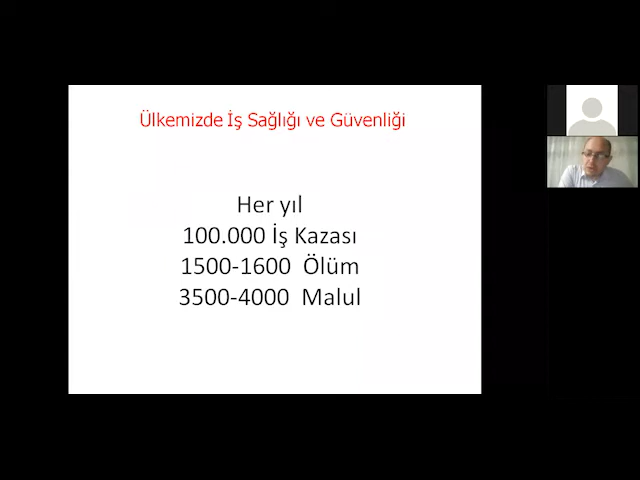 Ülkemizde İş Sağlığı ve Güvenliği
Her yıl
100.000 İş Kazası
1500-1600 Ölüm
3500-4000 Malul